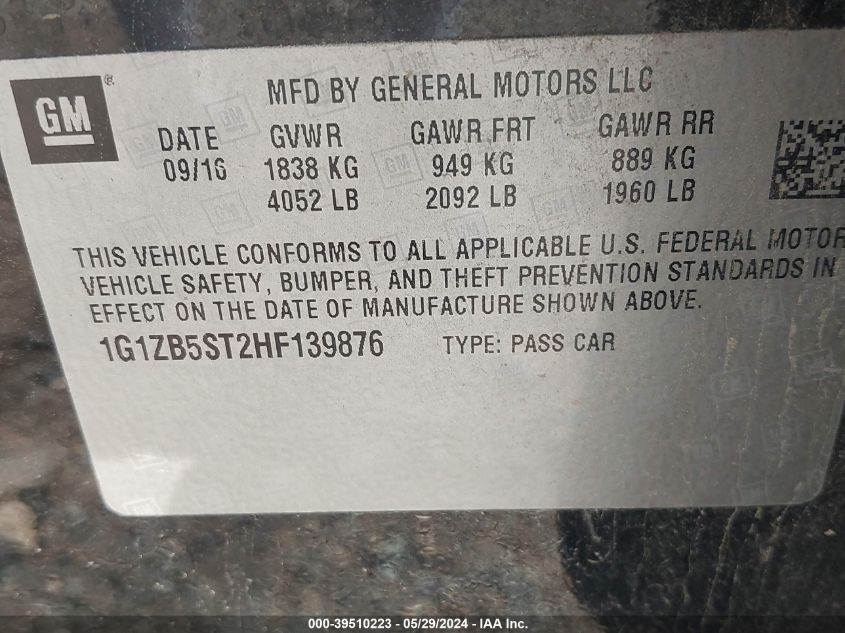 GM ®
MFD BY GENERAL MOTORS LLC
DATE GVWR GAWR FRT GAWR RR
09/16 1838 KG 949 KG 889 KG
4052 LB 2092 LB 1960 LB
THIS VEHICLE CONFORMS TO ALL APPLICABLE U.S. FEDERAL MOTOR
VEHICLE SAFETY, BUMPER, AND THEFT PREVENTION STANDARDS IN
EFFECT ON THE DATE OF MANUFACTURE SHOWN ABOVE.
1G1ZB5ST2HF139876 TYPE: PASS CAR
000-39510223 - 05/29/2024 - IAA Inc.